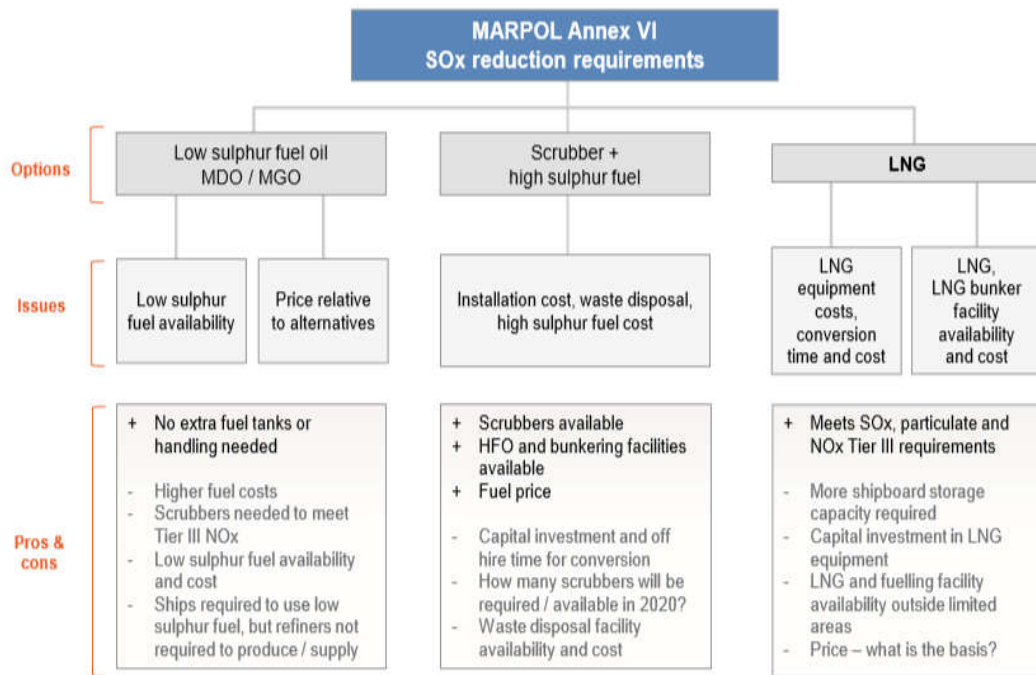 MARPOL Annex VI
SOx reduction requirements
Options
Low sulphur fuel oil
MDO / MGO
Scrubber +
high sulphur fuel
LNG
Issues
Low sulphur
fuel availability
Price relative
to alternatives
Installation cost, waste disposal,
high sulphur fuel cost
LNG
equipment
costs,
conversion
time and cost
LNG,
LNG bunker
facility
availability
and cost
Pros &
cons
+ No extra fuel tanks or
handling needed
- Higher fuel costs
- Scrubbers needed to meet
Tier III NOx
- Low sulphur fuel availability
and cost
- Ships required to use low
sulphur fuel, but refiners not
required to produce / supply
+ Scrubbers available
+ HFO and bunkering facilities
available
+ Fuel price
- Capital investment and off
hire time for conversion
- How many scrubbers will be
required / available in 2020?
- Waste disposal facility
availability and cost
+ Meets SOx, particulate and
NOx Tier III requirements
- More shipboard storage
capacity required
- Capital investment in LNG
equipment
- LNG and fuelling facility
availability outside limited
areas
- Price – what is the basis?